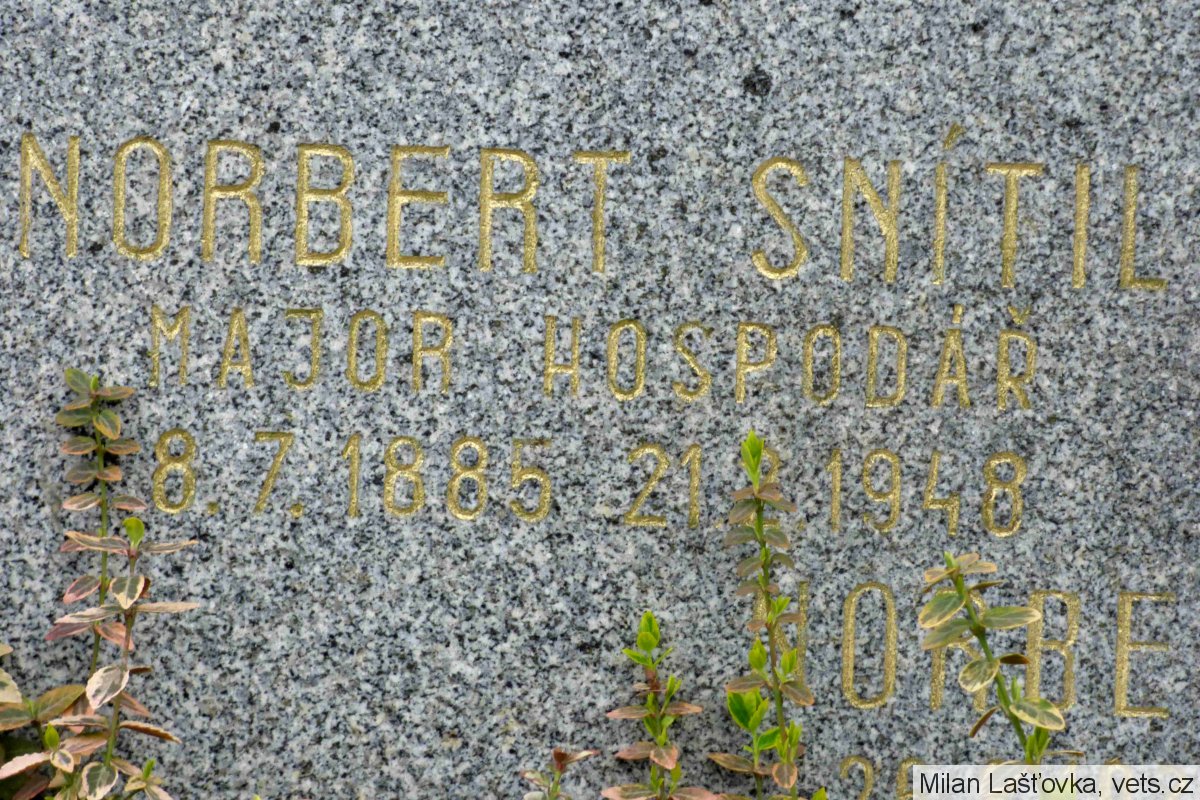 NORBERT SNÍTIL
MAJOR HOSPODÁŘ
8.7.1885 21 1948
Milan Lašťovka, vets.cz